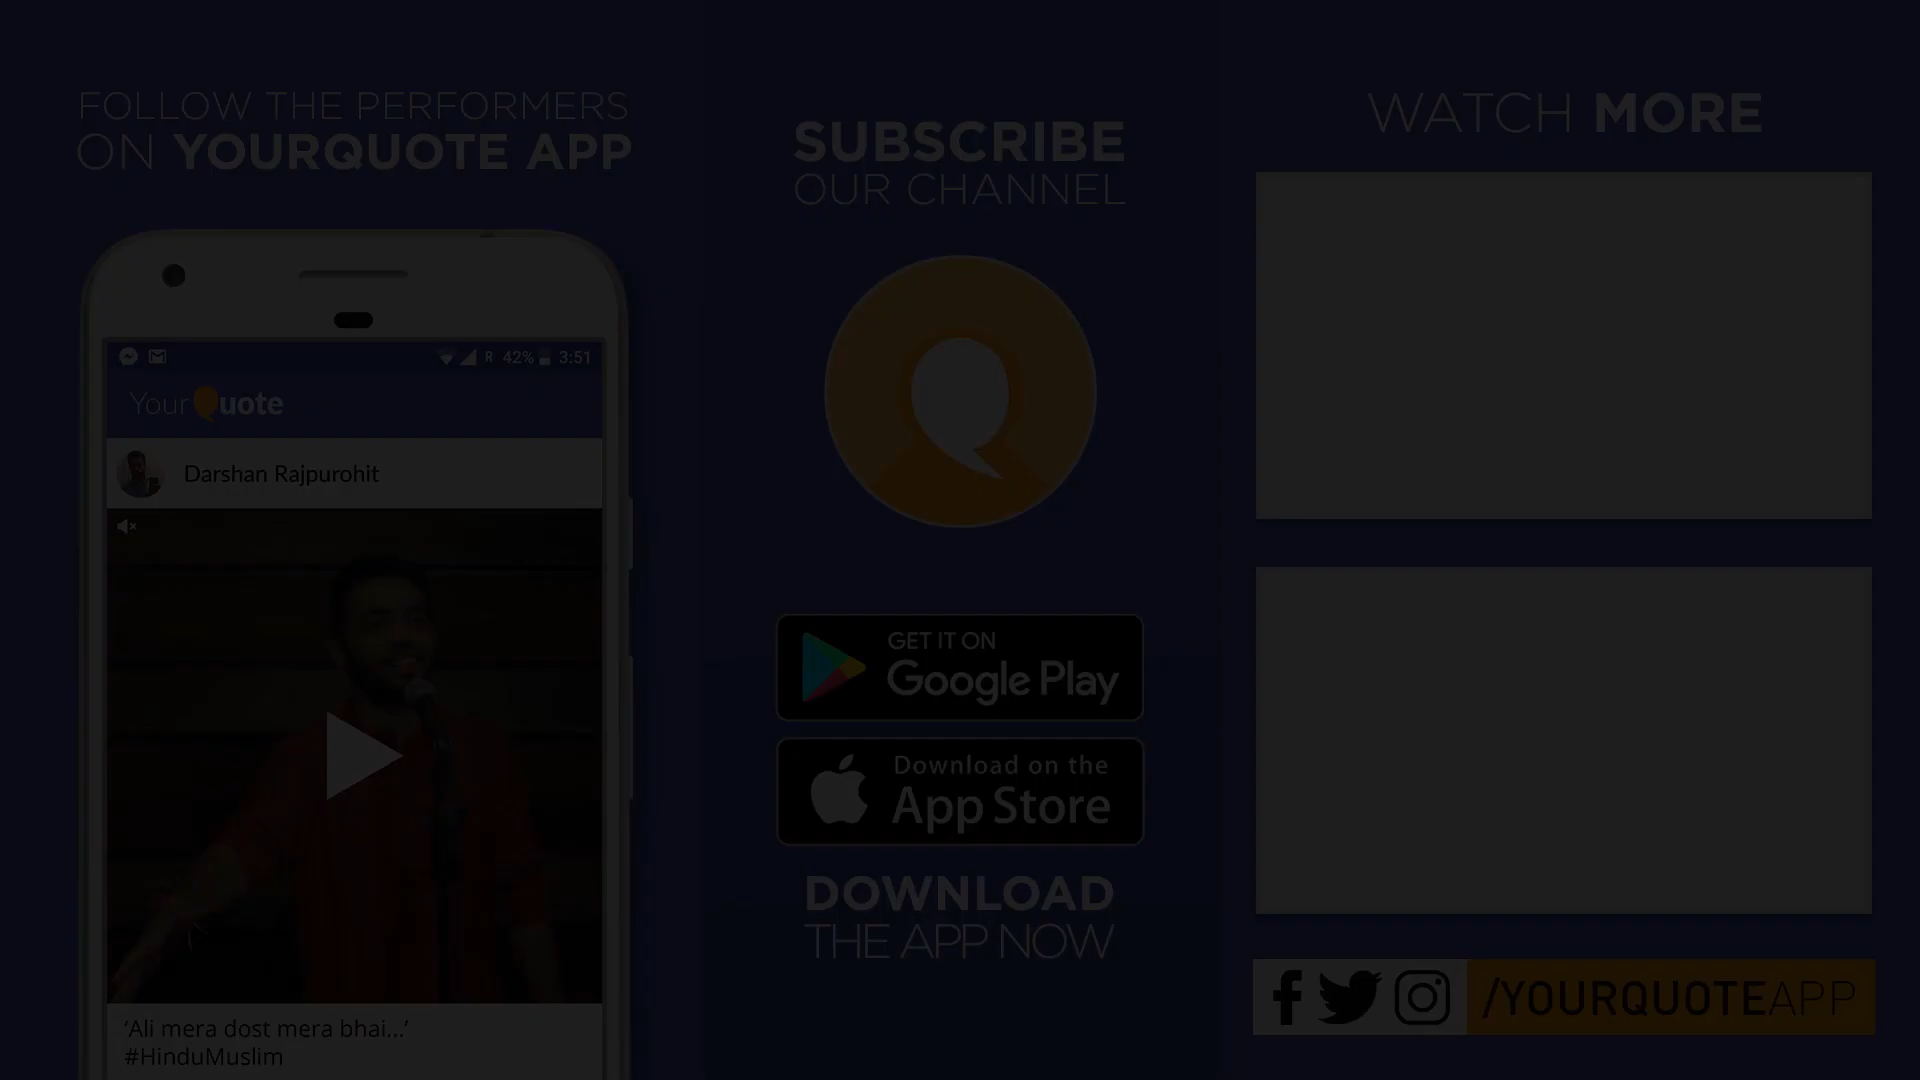 FOLLOW THE PERFORMERS
ON YOURQUOTE APP
R 42% 3:51
YourQuote
Darshan Rajpurohit
‘Ali mera dost mera bhai...’
#HinduMuslim
SUBSCRIBE
OUR CHANNEL
GET IT ON
Google Play
Download on the
App Store
DOWNLOAD
THE APP NOW
WATCH MORE
/YOURQUOTEAPP